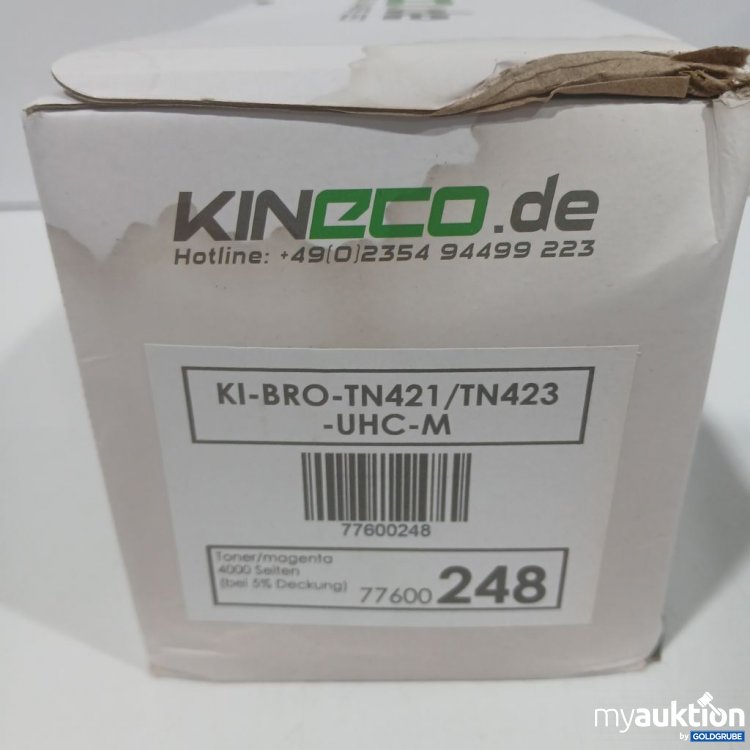 KINECO.de
Hotline: +49(0)2354 94499 223
KI-BRO-TN421/TN423
-UHC-M
77600248
Toner/magenta
4000 Seiten
(bei 5% Deckung)
77600 248
myauktion
by GOLDGRUBE